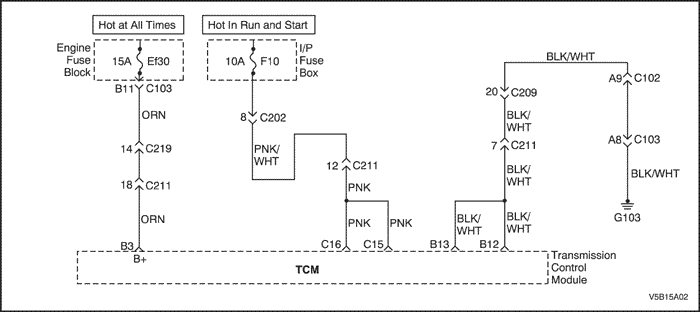 Hot at All Times
Hot In Run and Start
Engine
Fuse
Block
15A
Ef30
10A
F10
I/P
Fuse
Box
B11
C103
ORN
14
C219
18
C211
ORN
B3
B+
8
C202
PNK/
WHT
12
C211
PNK
PNK
PNK
C16
C15
BLK/WHT
20
C209
BLK/
WHT
7
C211
BLK/
WHT
BLK/
WHT
BLK/
WHT
B13
B12
A9
C102
A8
C103
BLK/WHT
G103
TCM
Transmission
Control
Module
V5B15A02